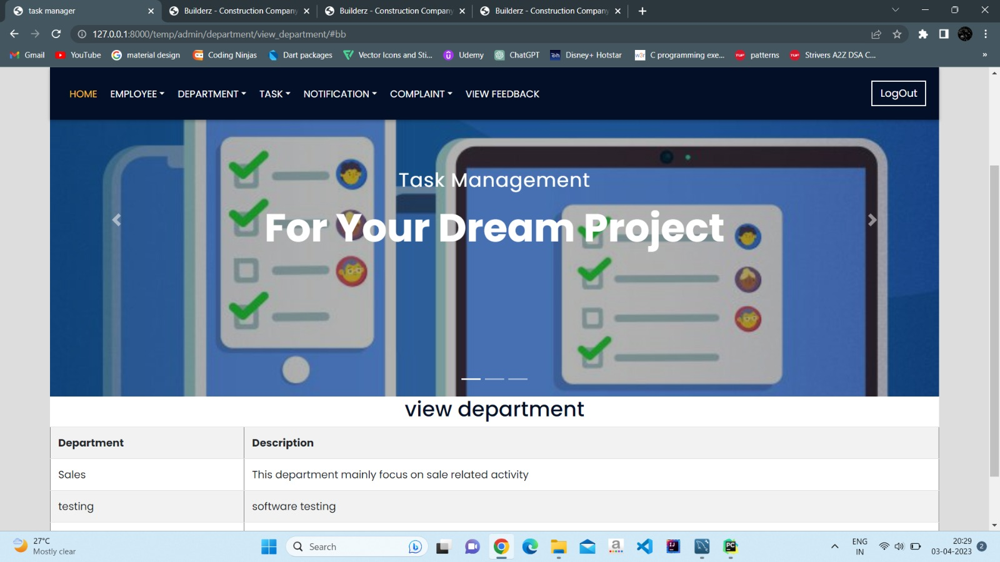 task manager
Builderz - Construction Company
Builderz - Construction Company
Builderz - Construction Company
127.0.0.1:8000/temp/admin/department/view_department/#bb
Gmail
YouTube
material design
Coding Ninjas
Dart packages
Vector Icons and Sti...
Udemy
ChatGPT
Disney+ Hotstar
w3r
C programming exe...
TUF
patterns
TUF
Strivers A2Z DSA C...
»
HOME
EMPLOYEE
DEPARTMENT
TASK
NOTIFICATION
COMPLAINT
VIEW FEEDBACK
LogOut
Task Management
For Your Dream Project
view department
Department
Description
Sales
This department mainly focus on sale related activity
testing
software testing
27°C
Mostly clear
Search
ENG
IN
20:29
03-04-2023
2